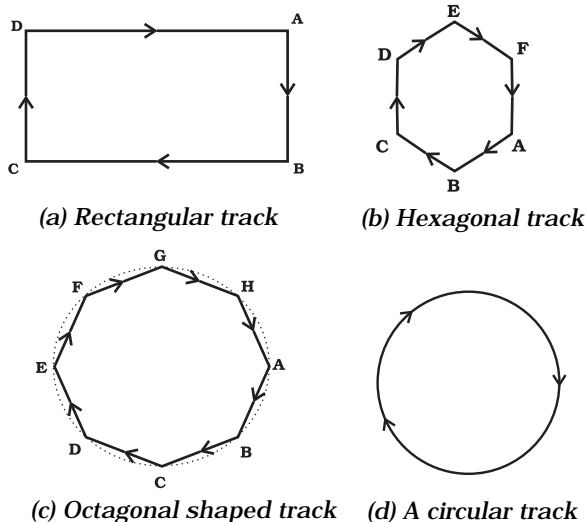 D A
C B
(a) Rectangular track
E
D F
C A
B
(b) Hexagonal track
G
F H
E A
D B
C
(c) Octagonal shaped track
(d) A circular track